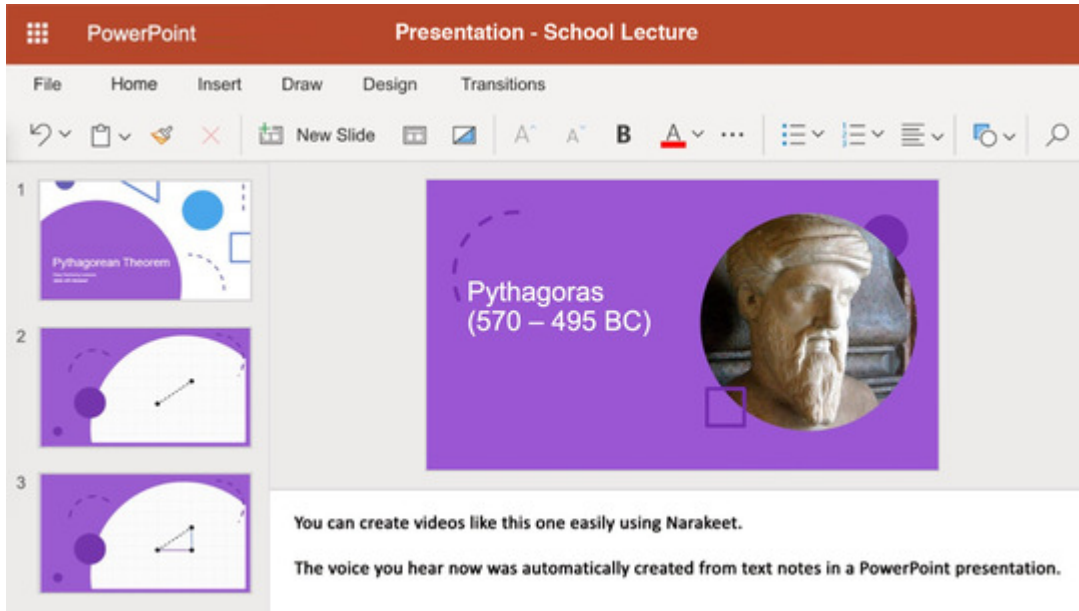 PowerPoint
Presentation - School Lecture
File Home Insert Draw Design Transitions
New Slide A A B A
1
Pythagorean Theorem
2
3
Pythagoras
(570 – 495 BC)
You can create videos like this one easily using Narakeet.
The voice you hear now was automatically created from text notes in a PowerPoint presentation.